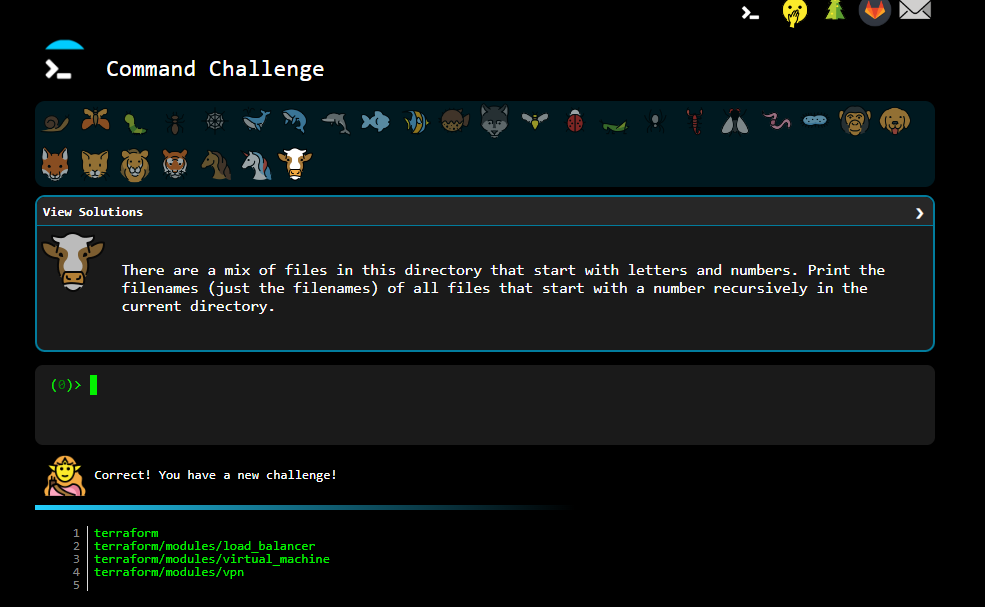 Command Challenge
View Solutions
There are a mix of files in this directory that start with letters and numbers. Print the
filenames (just the filenames) of all files that start with a number recursively in the
current directory.
(0)>
Correct! You have a new challenge!
1 terraform
2 terraform/modules/load_balancer
3 terraform/modules/virtual_machine
4 terraform/modules/vpn
5